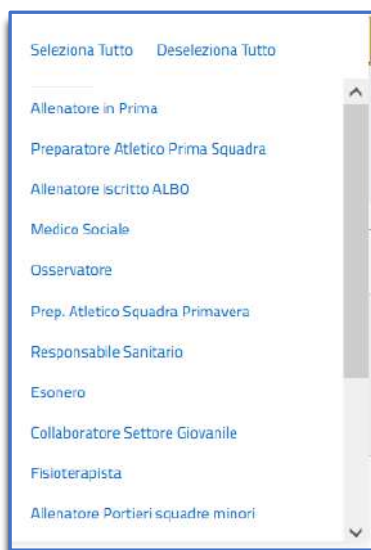 Seleziona Tutto Deseleziona Tutto
Allenatore in Prima
Preparatore Atletico Prima Squadra
Allenatore iscritto ALBO
Medico Sociale
Osservatore
Prep. Atletico Squadra Primavera
Responsabile Sanitario
Esonero
Collaboratore Settore Giovanile
Fisioterapista
Allenatore Portieri squadre minori